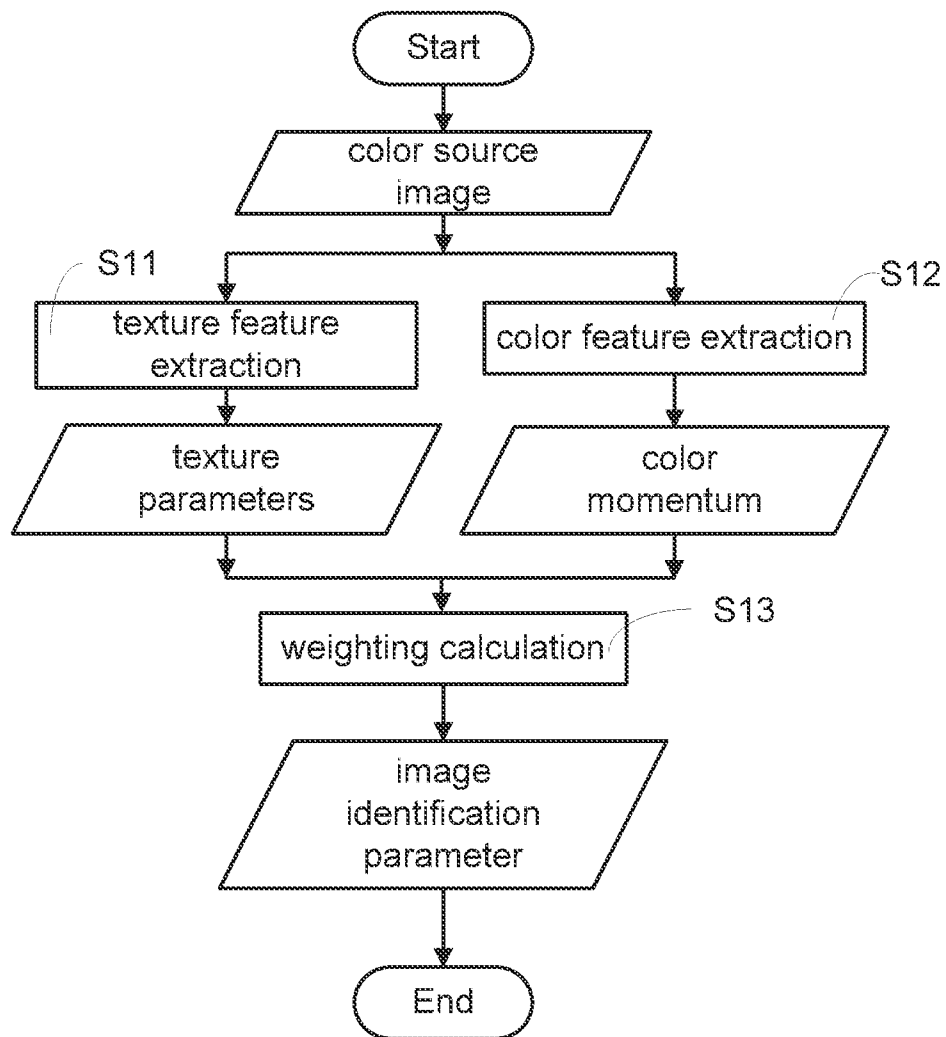 Start
color source
image
S11
S12
texture feature
extraction
color feature extraction
texture
parameters
color
momentum
S13
weighting calculation
image
identification
parameter
End